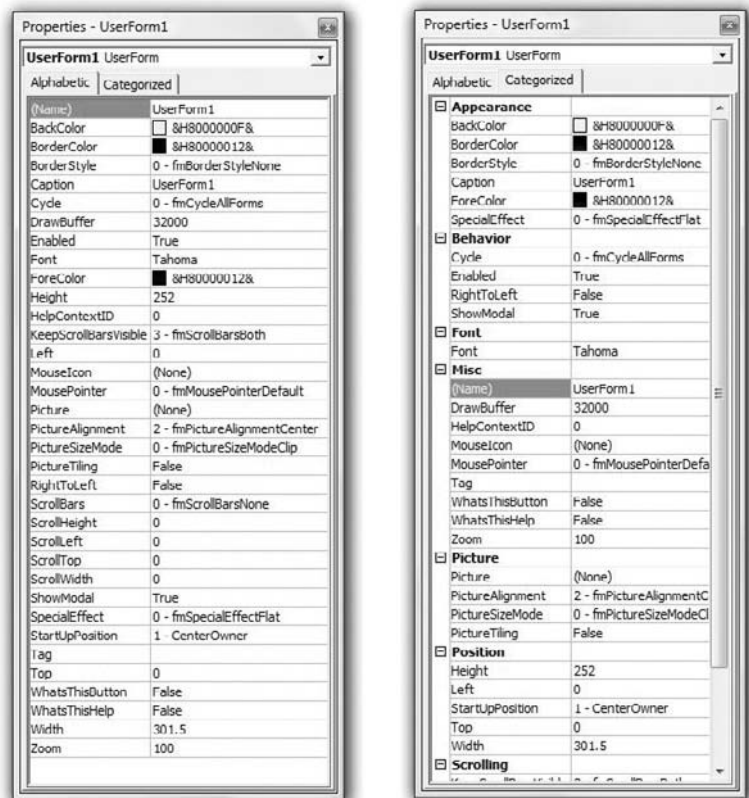 Properties - UserForm1
UserForm1 UserForm
Alphabetic Categorized
(Name) UserForm1
BackColor &H8000000F&
BorderColor &H80000012&
BorderStyle 0 - fmBorderStyleNone
Caption UserForm1
Cycle 0 - fmCycleAllForms
DrawBuffer 32000
Enabled True
Font Tahoma
ForeColor &H80000012&
Height 252
HelpContextID 0
KeepScrollBarsVisible 3 - fmScrollBarsBoth
Left 0
MouseIcon (None)
MousePointer 0 - fmMousePointerDefault
Picture (None)
PictureAlignment 2 - fmPictureAlignmentCenter
PictureSizeMode 0 - fmPictureSizeModeClip
PictureTiling False
RightToLeft False
ScrollBars 0 - fmScrollBarsNone
ScrollHeight 0
ScrollLeft 0
ScrollTop 0
ScrollWidth 0
ShowModal True
SpecialEffect 0 - fmSpecialEffectFlat
StartUpPosition 1 - CenterOwner
Tag
Top 0
WhatsThisButton False
WhatsThisHelp False
Width 301.5
Zoom 100
Properties - UserForm1
UserForm1 UserForm
Alphabetic Categorized
Appearance
BackColor &H8000000F&
BorderColor &H80000012&
BorderStyle 0 - fmBorderStyleNone
Caption UserForm1
ForeColor &H80000012&
SpecialEffect 0 - fmSpecialEffectFlat
Behavior
Cycle 0 - fmCycleAllForms
Enabled True
RightToLeft False
ShowModal True
Font
Font Tahoma
Misc
(Name) UserForm1
DrawBuffer 32000
HelpContextID 0
MouseIcon (None)
MousePointer 0 - fmMousePointerDefa
Tag
WhatsThisButton False
WhatsThisHelp False
Zoom 100
Picture
Picture (None)
PictureAlignment 2 - fmPictureAlignmentC
PictureSizeMode 0 - fmPictureSizeModeCl
PictureTiling False
Position
Height 252
Left 0
StartUpPosition 1 - CenterOwner
Top 0
Width 301.5
Scrolling